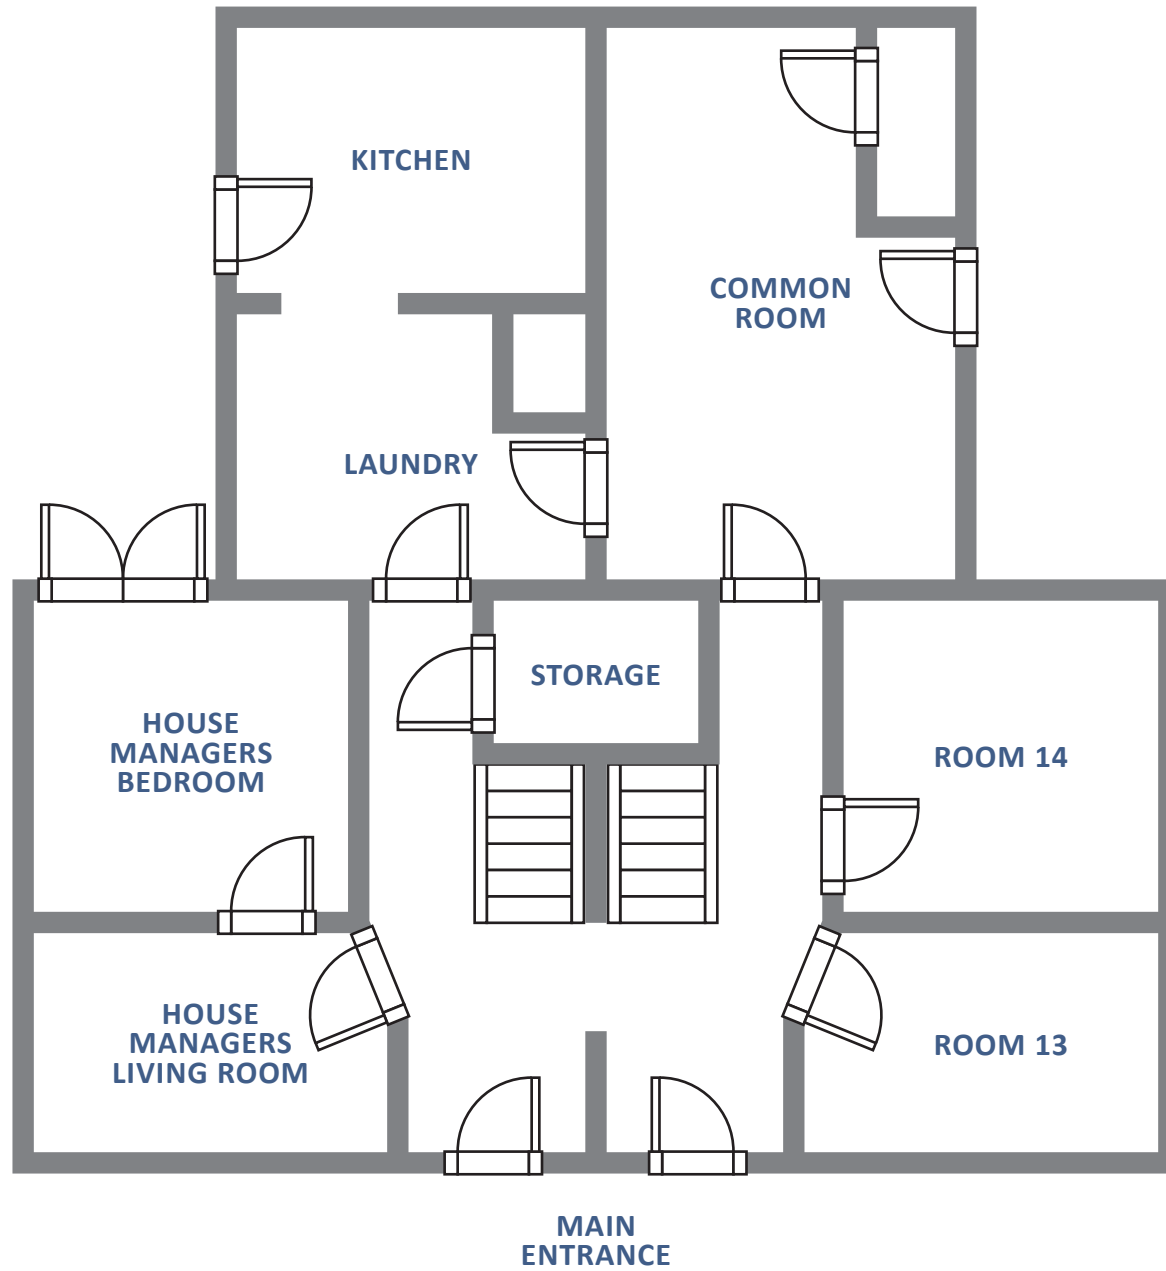 KITCHEN
COMMON
ROOM
LAUNDRY
STORAGE
HOUSE
MANAGERS
BEDROOM
ROOM 14
HOUSE
MANAGERS
LIVING ROOM
ROOM 13
MAIN
ENTRANCE